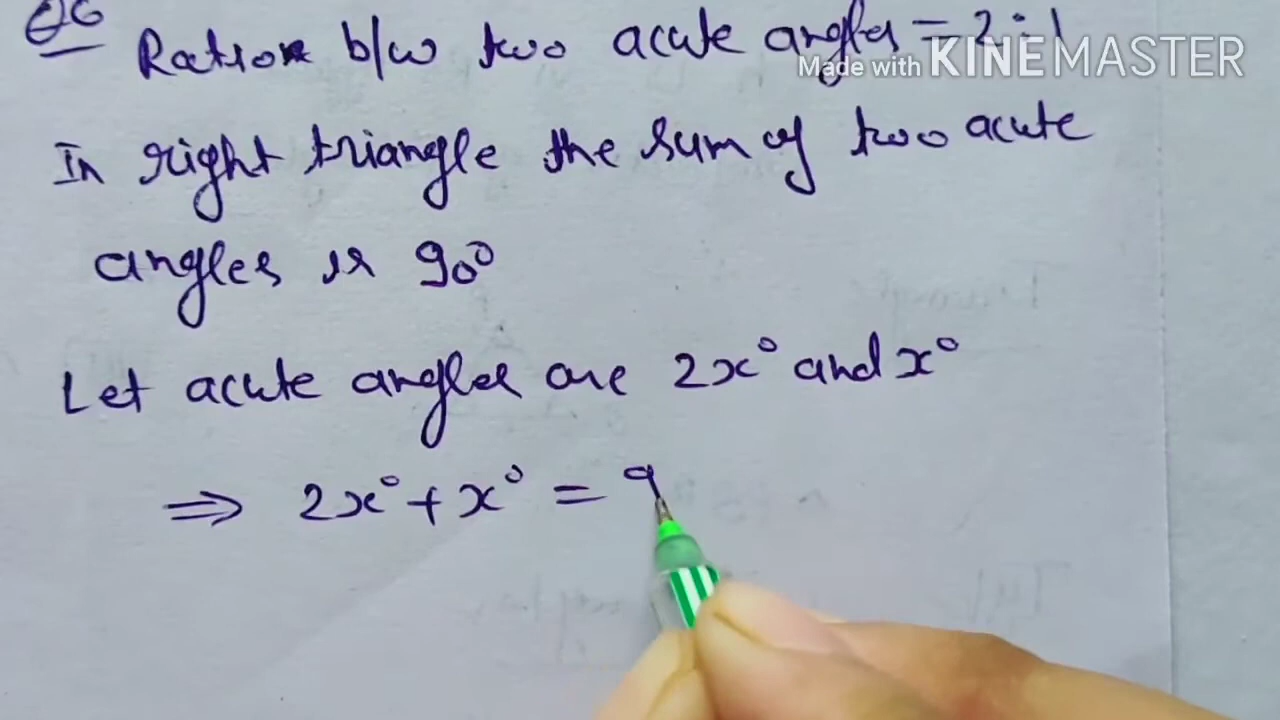 Q6
Ratio b/w two acute angles = 2:1
Made with KINEMASTER
In right triangle the sum of two acute
angles is 90°
Let acute angles are 2x° and x°
⇒ 2x° + x° = 9